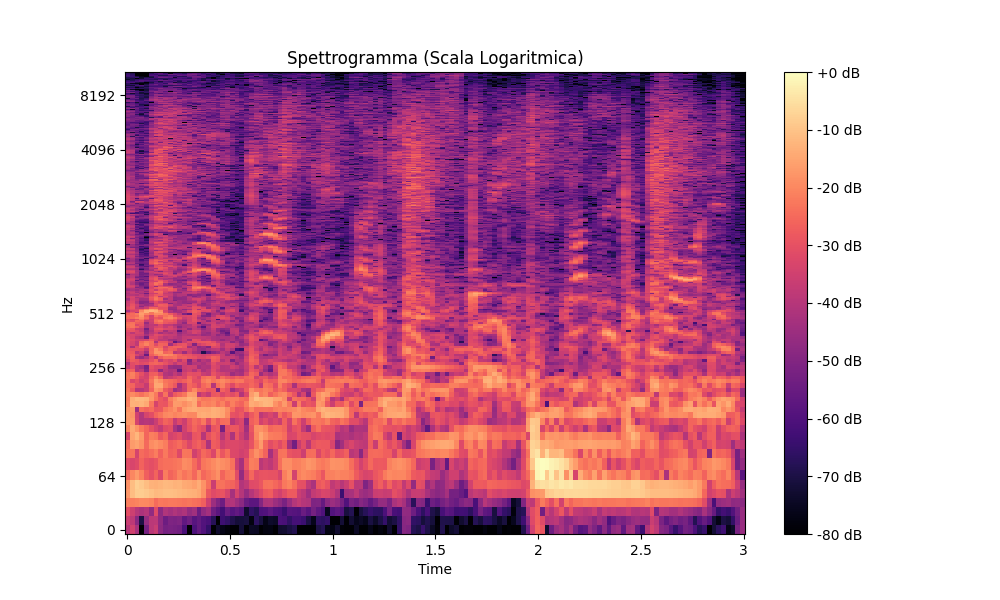 Spettrogramma (Scala Logaritmica)
Hz
8192
4096
2048
1024
512
256
128
64
0
0
0.5
1
1.5
2
2.5
3
Time
+0 dB
-10 dB
-20 dB
-30 dB
-40 dB
-50 dB
-60 dB
-70 dB
-80 dB